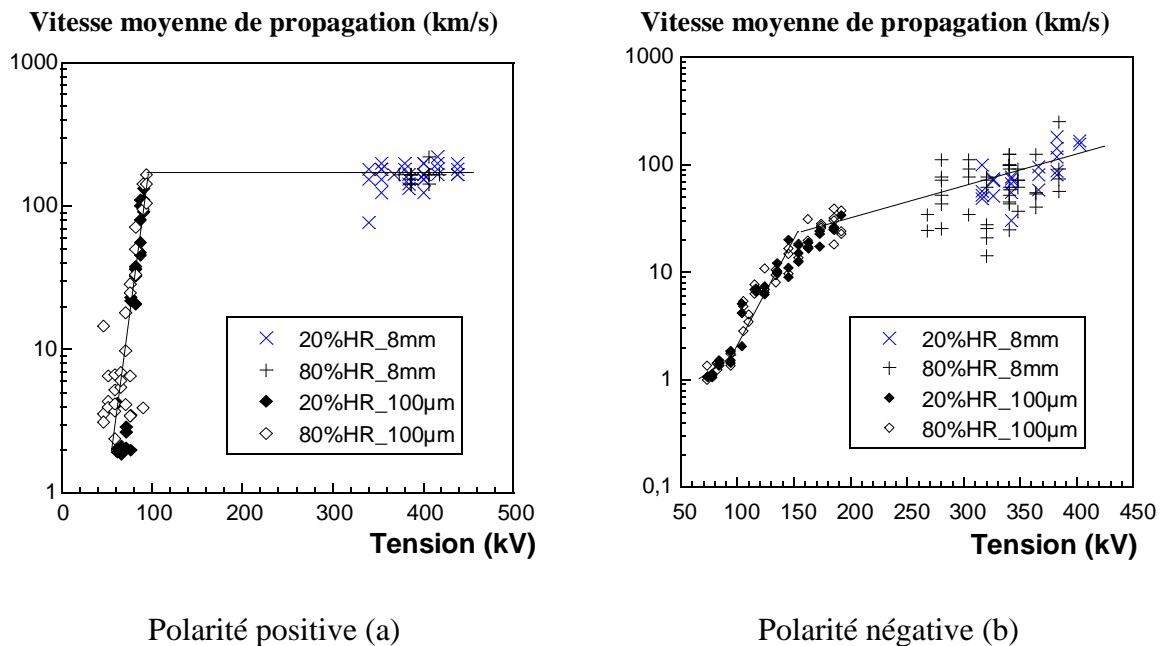 Vitesse moyenne de propagation (km/s)
1000
100
10
1
0 100 200 300 400 500
Tension (kV)
20%HR_8mm
80%HR_8mm
20%HR_100µm
80%HR_100µm
Polarité positive (a)
Vitesse moyenne de propagation (km/s)
1000
100
10
1
0,1
50 100 150 200 250 300 350 400 450
Tension (kV)
20%HR_8mm
80%HR_8mm
20%HR_100µm
80%HR_100µm
Polarité négative (b)